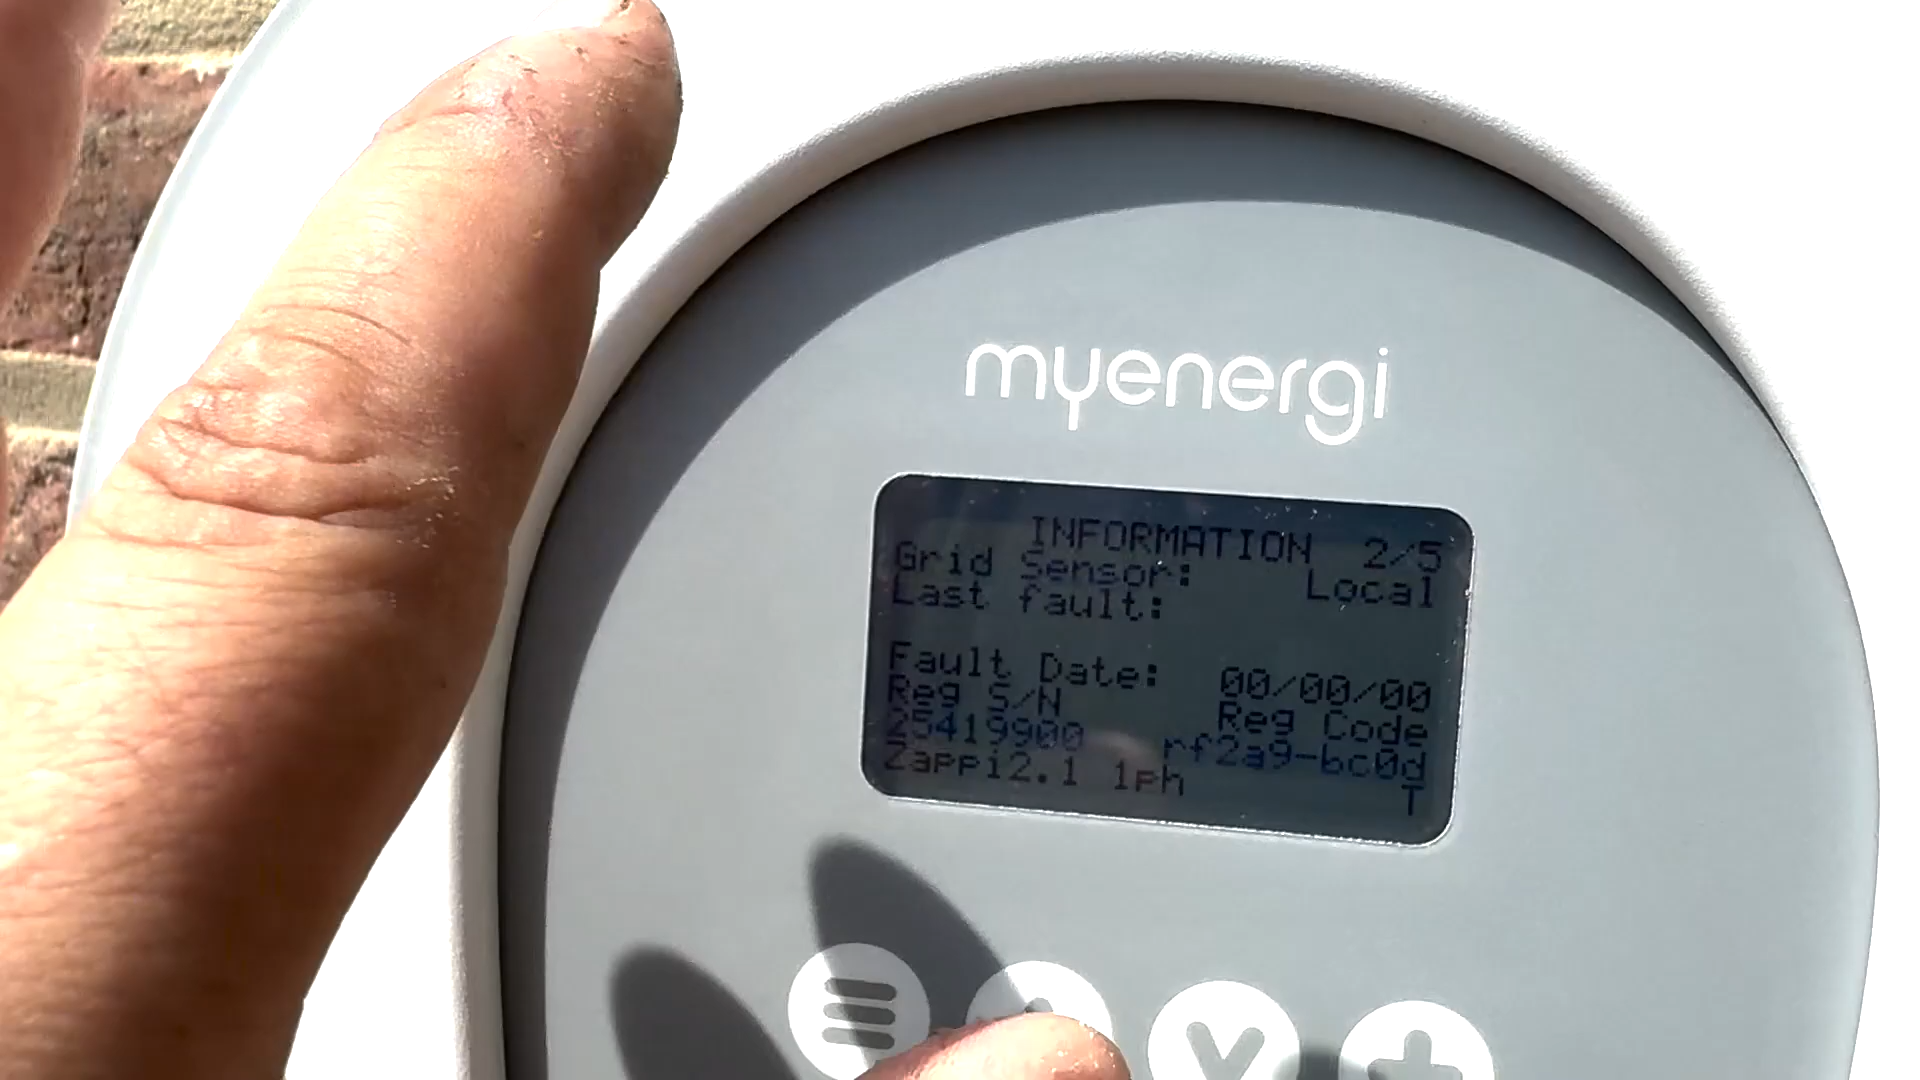 myenergi
INFORMATION 2/5
Grid Sensor: Local
Last fault:
Fault Date: 00/00/00
Reg S/N Reg Code
25419900 rf2a9-bc0d
Zappi2.1 1ph T